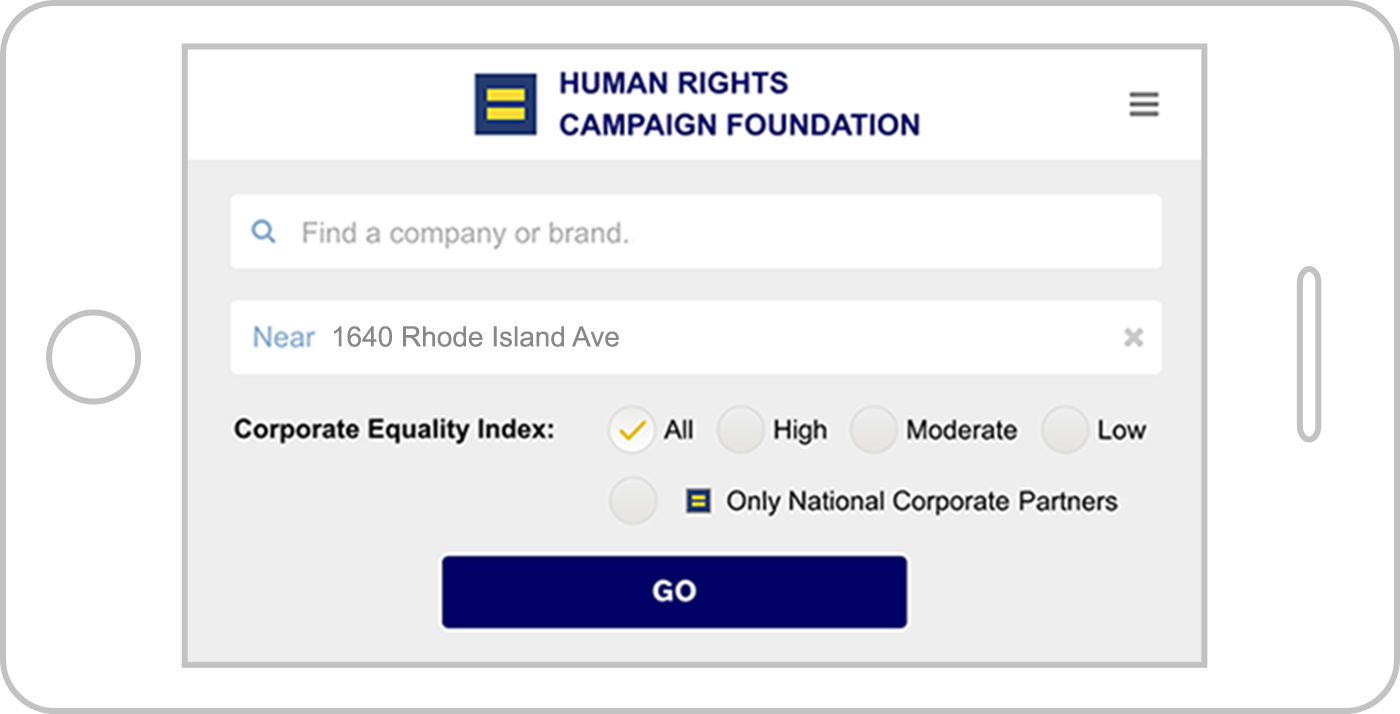 HUMAN RIGHTS
CAMPAIGN FOUNDATION
Find a company or brand.
Near 1640 Rhode Island Ave
Corporate Equality Index: All High Moderate Low
Only National Corporate Partners
GO